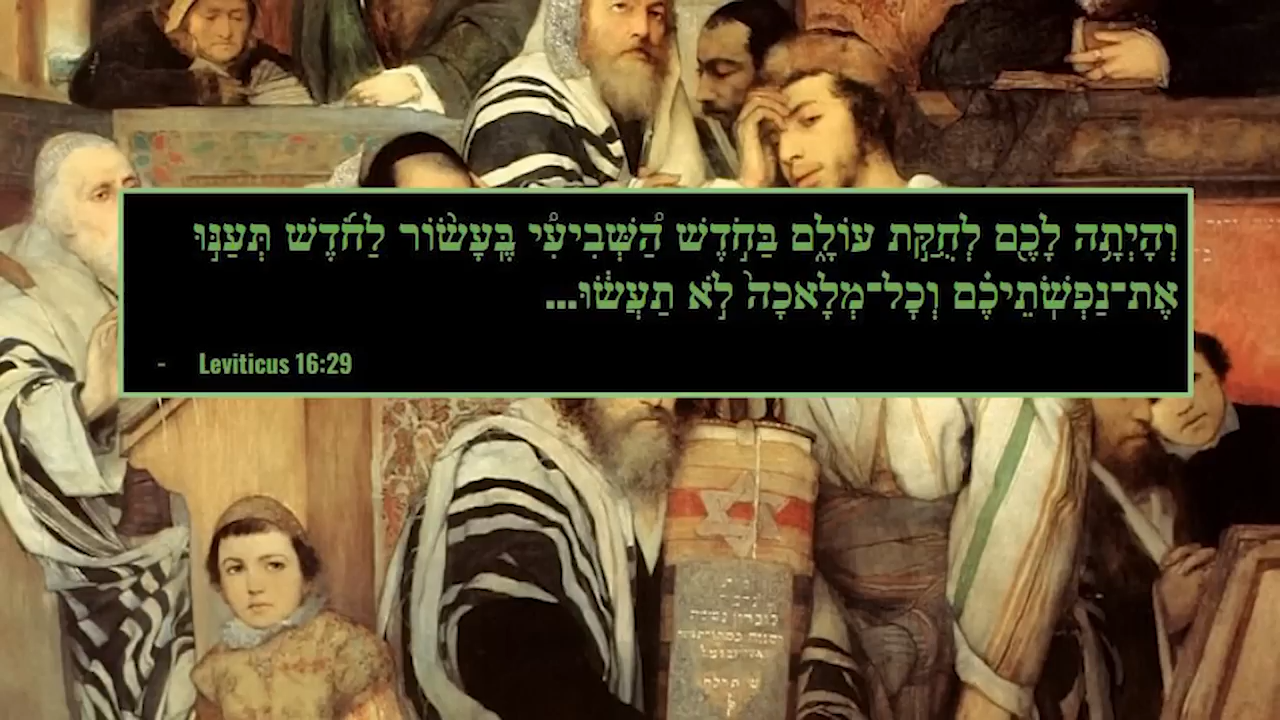 וְהָיְתָ֥ה לָכֶ֖ם לְחֻקַּ֣ת עוֹלָ֑ם בַּחֹ֣דֶשׁ הַ֠שְּׁבִיעִ֠י בֶּֽעָשׂ֨וֹר לַחֹ֜דֶשׁ תְּעַנּ֣וּ
אֶת־נַפְשֹֽׁתֵיכֶ֗ם וְכׇל־מְלָאכָה֙ לֹ֣א תַעֲשׂ֔וּ...
- Leviticus 16:29